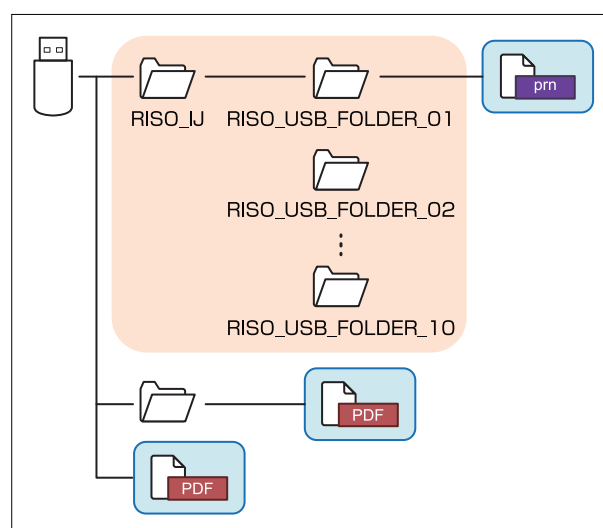 prn
RISO_IJ RISO_USB_FOLDER_01
RISO_USB_FOLDER_02
RISO_USB_FOLDER_10
PDF
PDF